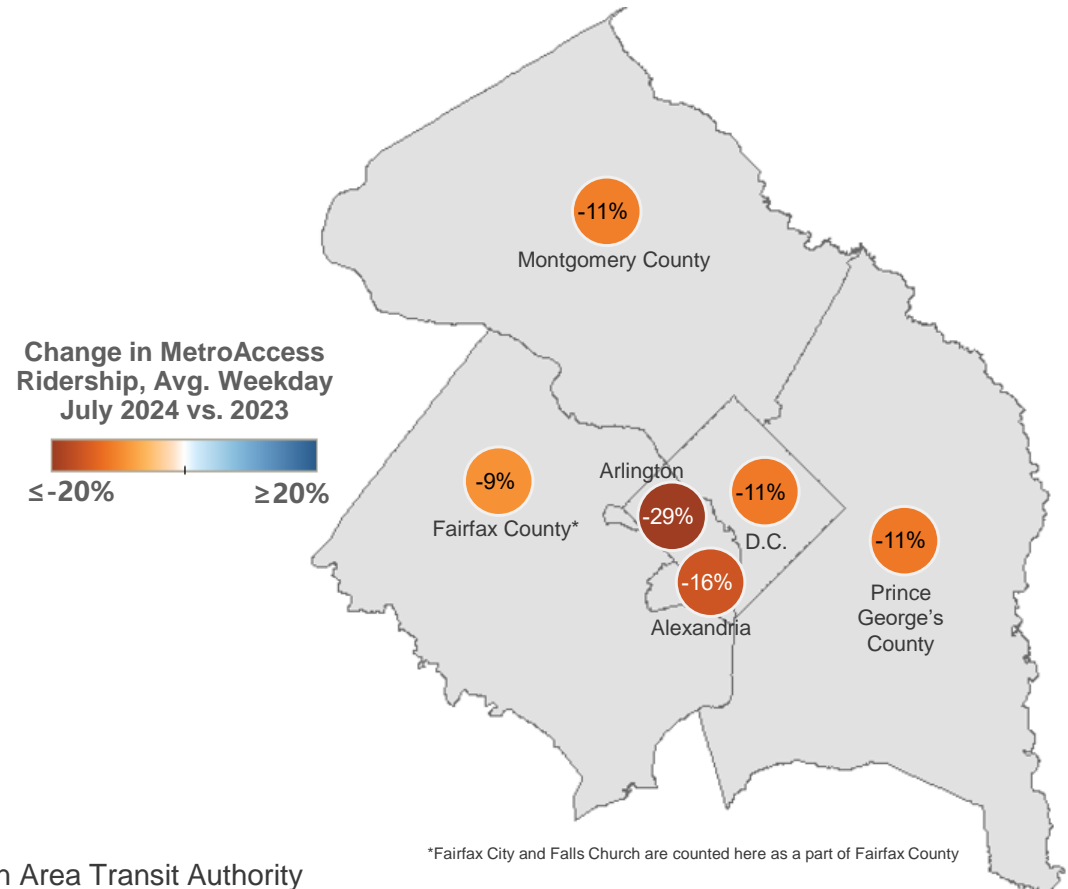 -11%
Montgomery County
Change in MetroAccess
Ridership, Avg. Weekday
July 2024 vs. 2023
≤ -20%
≥20%
-9%
Fairfax County*
Arlington
-29%
-11%
D.C.
-16%
Alexandria
-11%
Prince
George’s
County
*Fairfax City and Falls Church are counted here as a part of Fairfax County
n Area Transit Authority